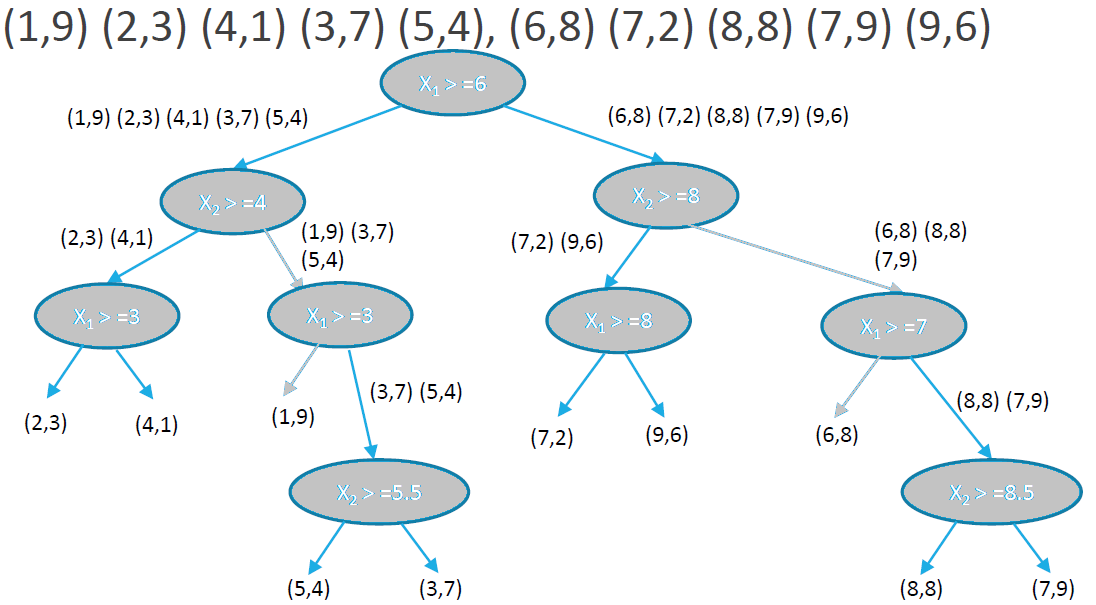 (1,9) (2,3) (4,1) (3,7) (5,4), (6,8) (7,2) (8,8) (7,9) (9,6)
X₁ > =6
(1,9) (2,3) (4,1) (3,7) (5,4)
(6,8) (7,2) (8,8) (7,9) (9,6)
X₂ > =4
X₂ > =8
(2,3) (4,1)
(1,9) (3,7)
(5,4)
(7,2) (9,6)
(6,8) (8,8)
(7,9)
X₁ > =3
X₁ > =3
X₁ > =8
X₁ > =7
(2,3)
(4,1)
(1,9)
(3,7) (5,4)
(7,2)
(9,6)
(6,8)
(8,8) (7,9)
X₂ > =5.5
X₂ > =8.5
(5,4)
(3,7)
(8,8)
(7,9)